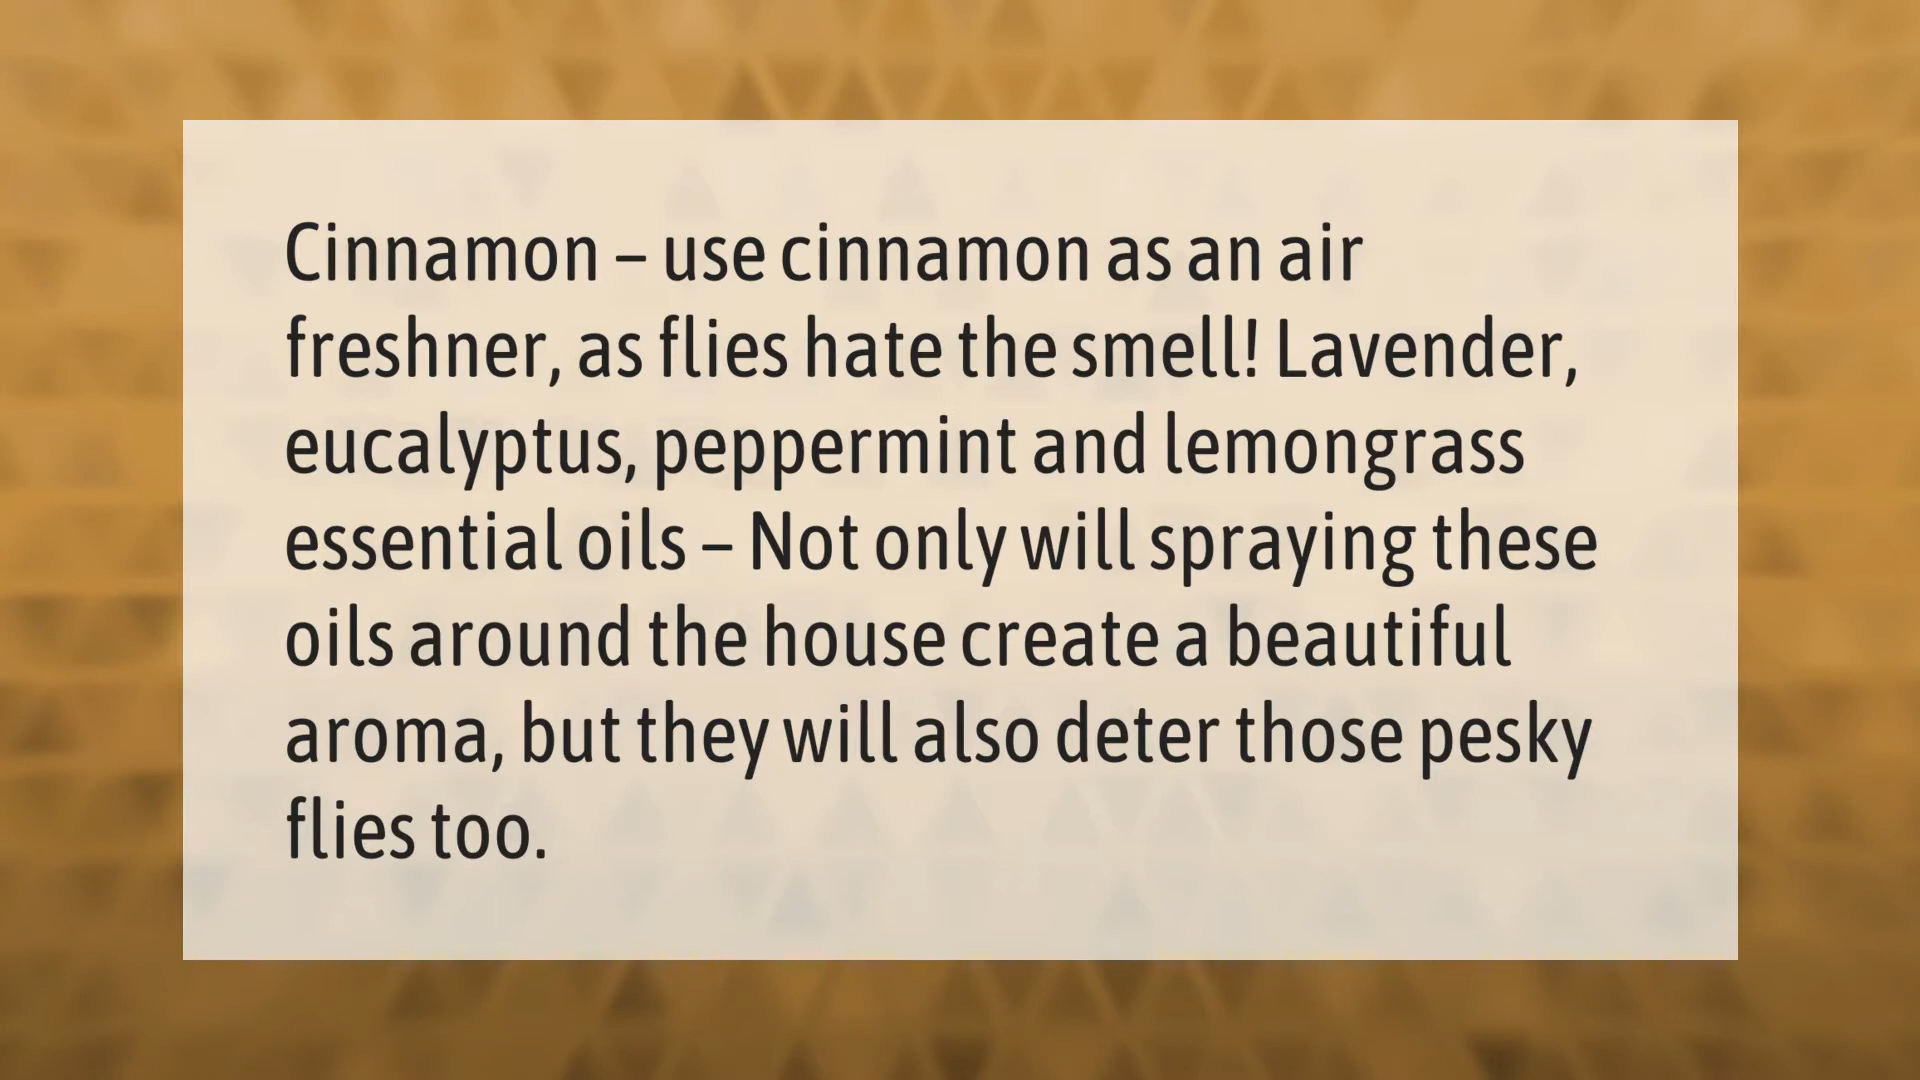 Cinnamon – use cinnamon as an air
freshner, as flies hate the smell! Lavender,
eucalyptus, peppermint and lemongrass
essential oils – Not only will spraying these
oils around the house create a beautiful
aroma, but they will also deter those pesky
flies too.